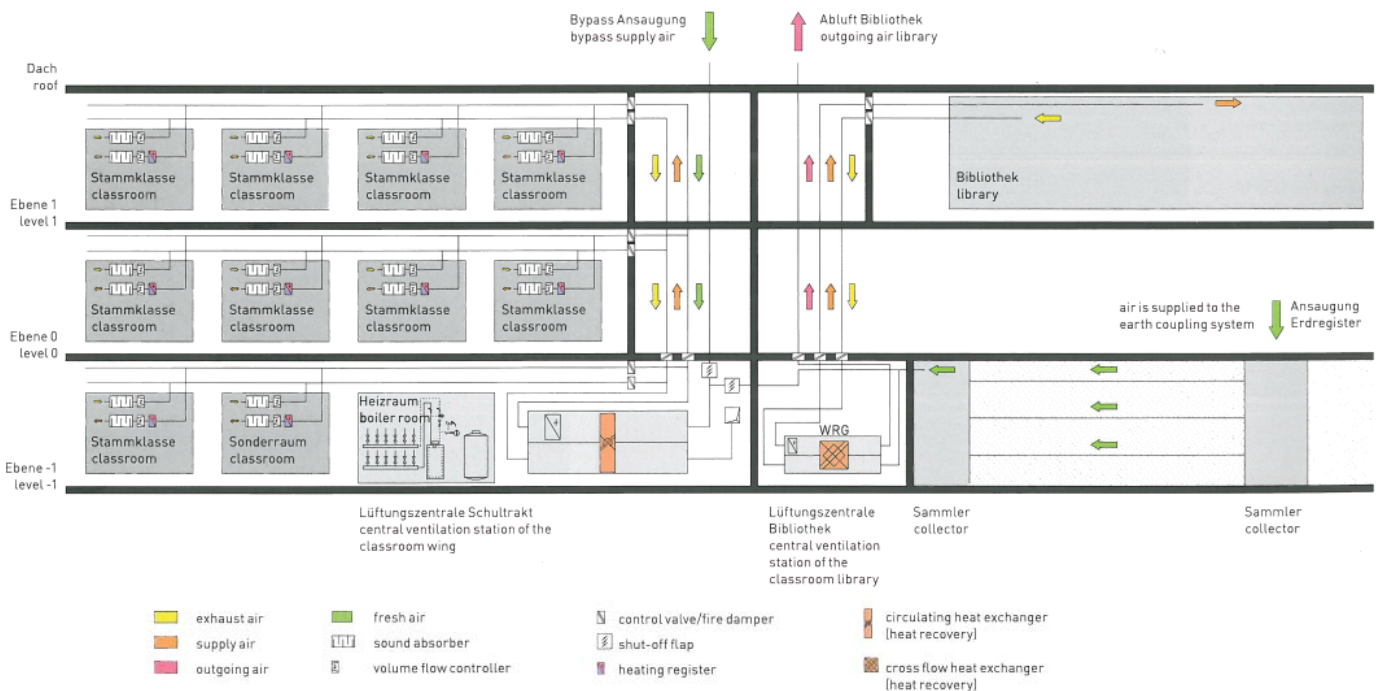 Bypass Ansaugung
bypass supply air
Abluft Bibliothek
outgoing air library
Dach
roof
Stammklasse
classroom
Stammklasse
classroom
Stammklasse
classroom
Stammklasse
classroom
Bibliothek
library
Ebene 1
level 1
Stammklasse
classroom
Stammklasse
classroom
Stammklasse
classroom
Stammklasse
classroom
air is supplied to the
earth coupling system
Ansaugung
Erdregister
Ebene 0
level 0
Stammklasse
classroom
Sonderraum
classroom
Heizraum
boiler room
WRG
Ebene -1
level -1
Lüftungszentrale Schultrakt
central ventilation station of the
classroom wing
Lüftungszentrale
Bibliothek
central ventilation
station of the
classroom library
Sammler
collector
Sammler
collector
exhaust air
supply air
outgoing air
fresh air
sound absorber
volume flow controller
control valve/fire damper
shut-off flap
heating register
circulating heat exchanger
(heat recovery)
cross flow heat exchanger
(heat recovery)